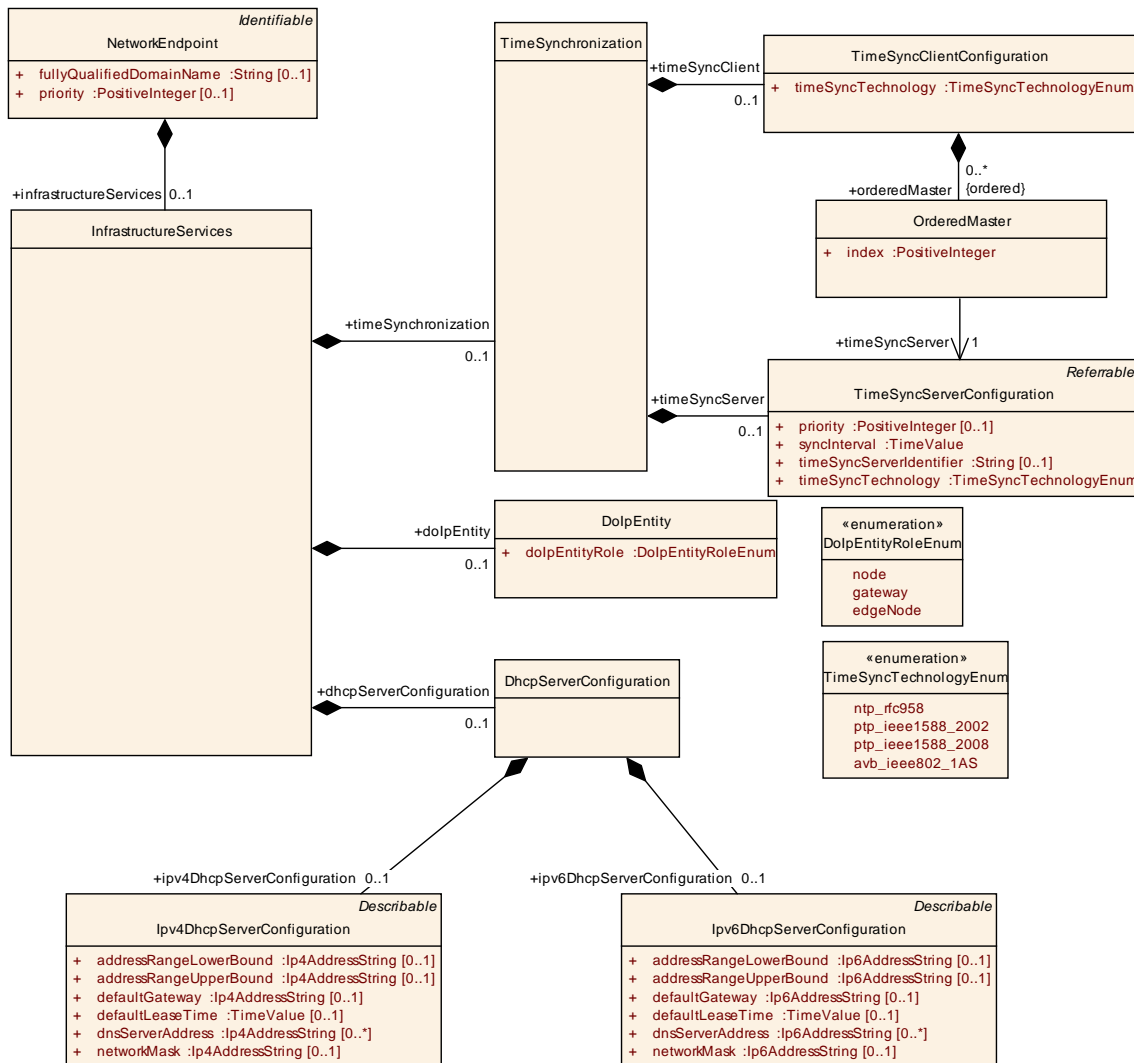 Identifiable
NetworkEndpoint
+ fullyQualifiedDomainName :String [0..1]
+ priority :PositiveInteger [0..1]
+infrastructureServices 0..1
InfrastructureServices
TimeSynchronization
+timeSyncClient
0..1
TimeSyncClientConfiguration
+ timeSyncTechnology :TimeSyncTechnologyEnum
0..*
+orderedMaster {ordered}
OrderedMaster
+ index :PositiveInteger
+timeSynchronization
0..1
+timeSyncServer 1
+timeSyncServer
0..1
Referrable
TimeSyncServerConfiguration
+ priority :PositiveInteger [0..1]
+ syncInterval :TimeValue
+ timeSyncServerIdentifier :String [0..1]
+ timeSyncTechnology :TimeSyncTechnologyEnum
+doIpEntity
0..1
DoIpEntity
+ doIpEntityRole :DoIpEntityRoleEnum
«enumeration»
DoIpEntityRoleEnum
node
gateway
edgeNode
«enumeration»
TimeSyncTechnologyEnum
ntp_rfc958
ptp_ieee1588_2002
ptp_ieee1588_2008
avb_ieee802_1AS
+dhcpServerConfiguration
0..1
DhcpServerConfiguration
+ipv4DhcpServerConfiguration 0..1
Describable
Ipv4DhcpServerConfiguration
+ addressRangeLowerBound :Ip4AddressString [0..1]
+ addressRangeUpperBound :Ip4AddressString [0..1]
+ defaultGateway :Ip4AddressString [0..1]
+ defaultLeaseTime :TimeValue [0..1]
+ dnsServerAddress :Ip4AddressString [0..*]
+ networkMask :Ip4AddressString [0..1]
+ipv6DhcpServerConfiguration 0..1
Describable
Ipv6DhcpServerConfiguration
+ addressRangeLowerBound :Ip6AddressString [0..1]
+ addressRangeUpperBound :Ip6AddressString [0..1]
+ defaultGateway :Ip6AddressString [0..1]
+ defaultLeaseTime :TimeValue [0..1]
+ dnsServerAddress :Ip6AddressString [0..*]
+ networkMask :Ip6AddressString [0..1]